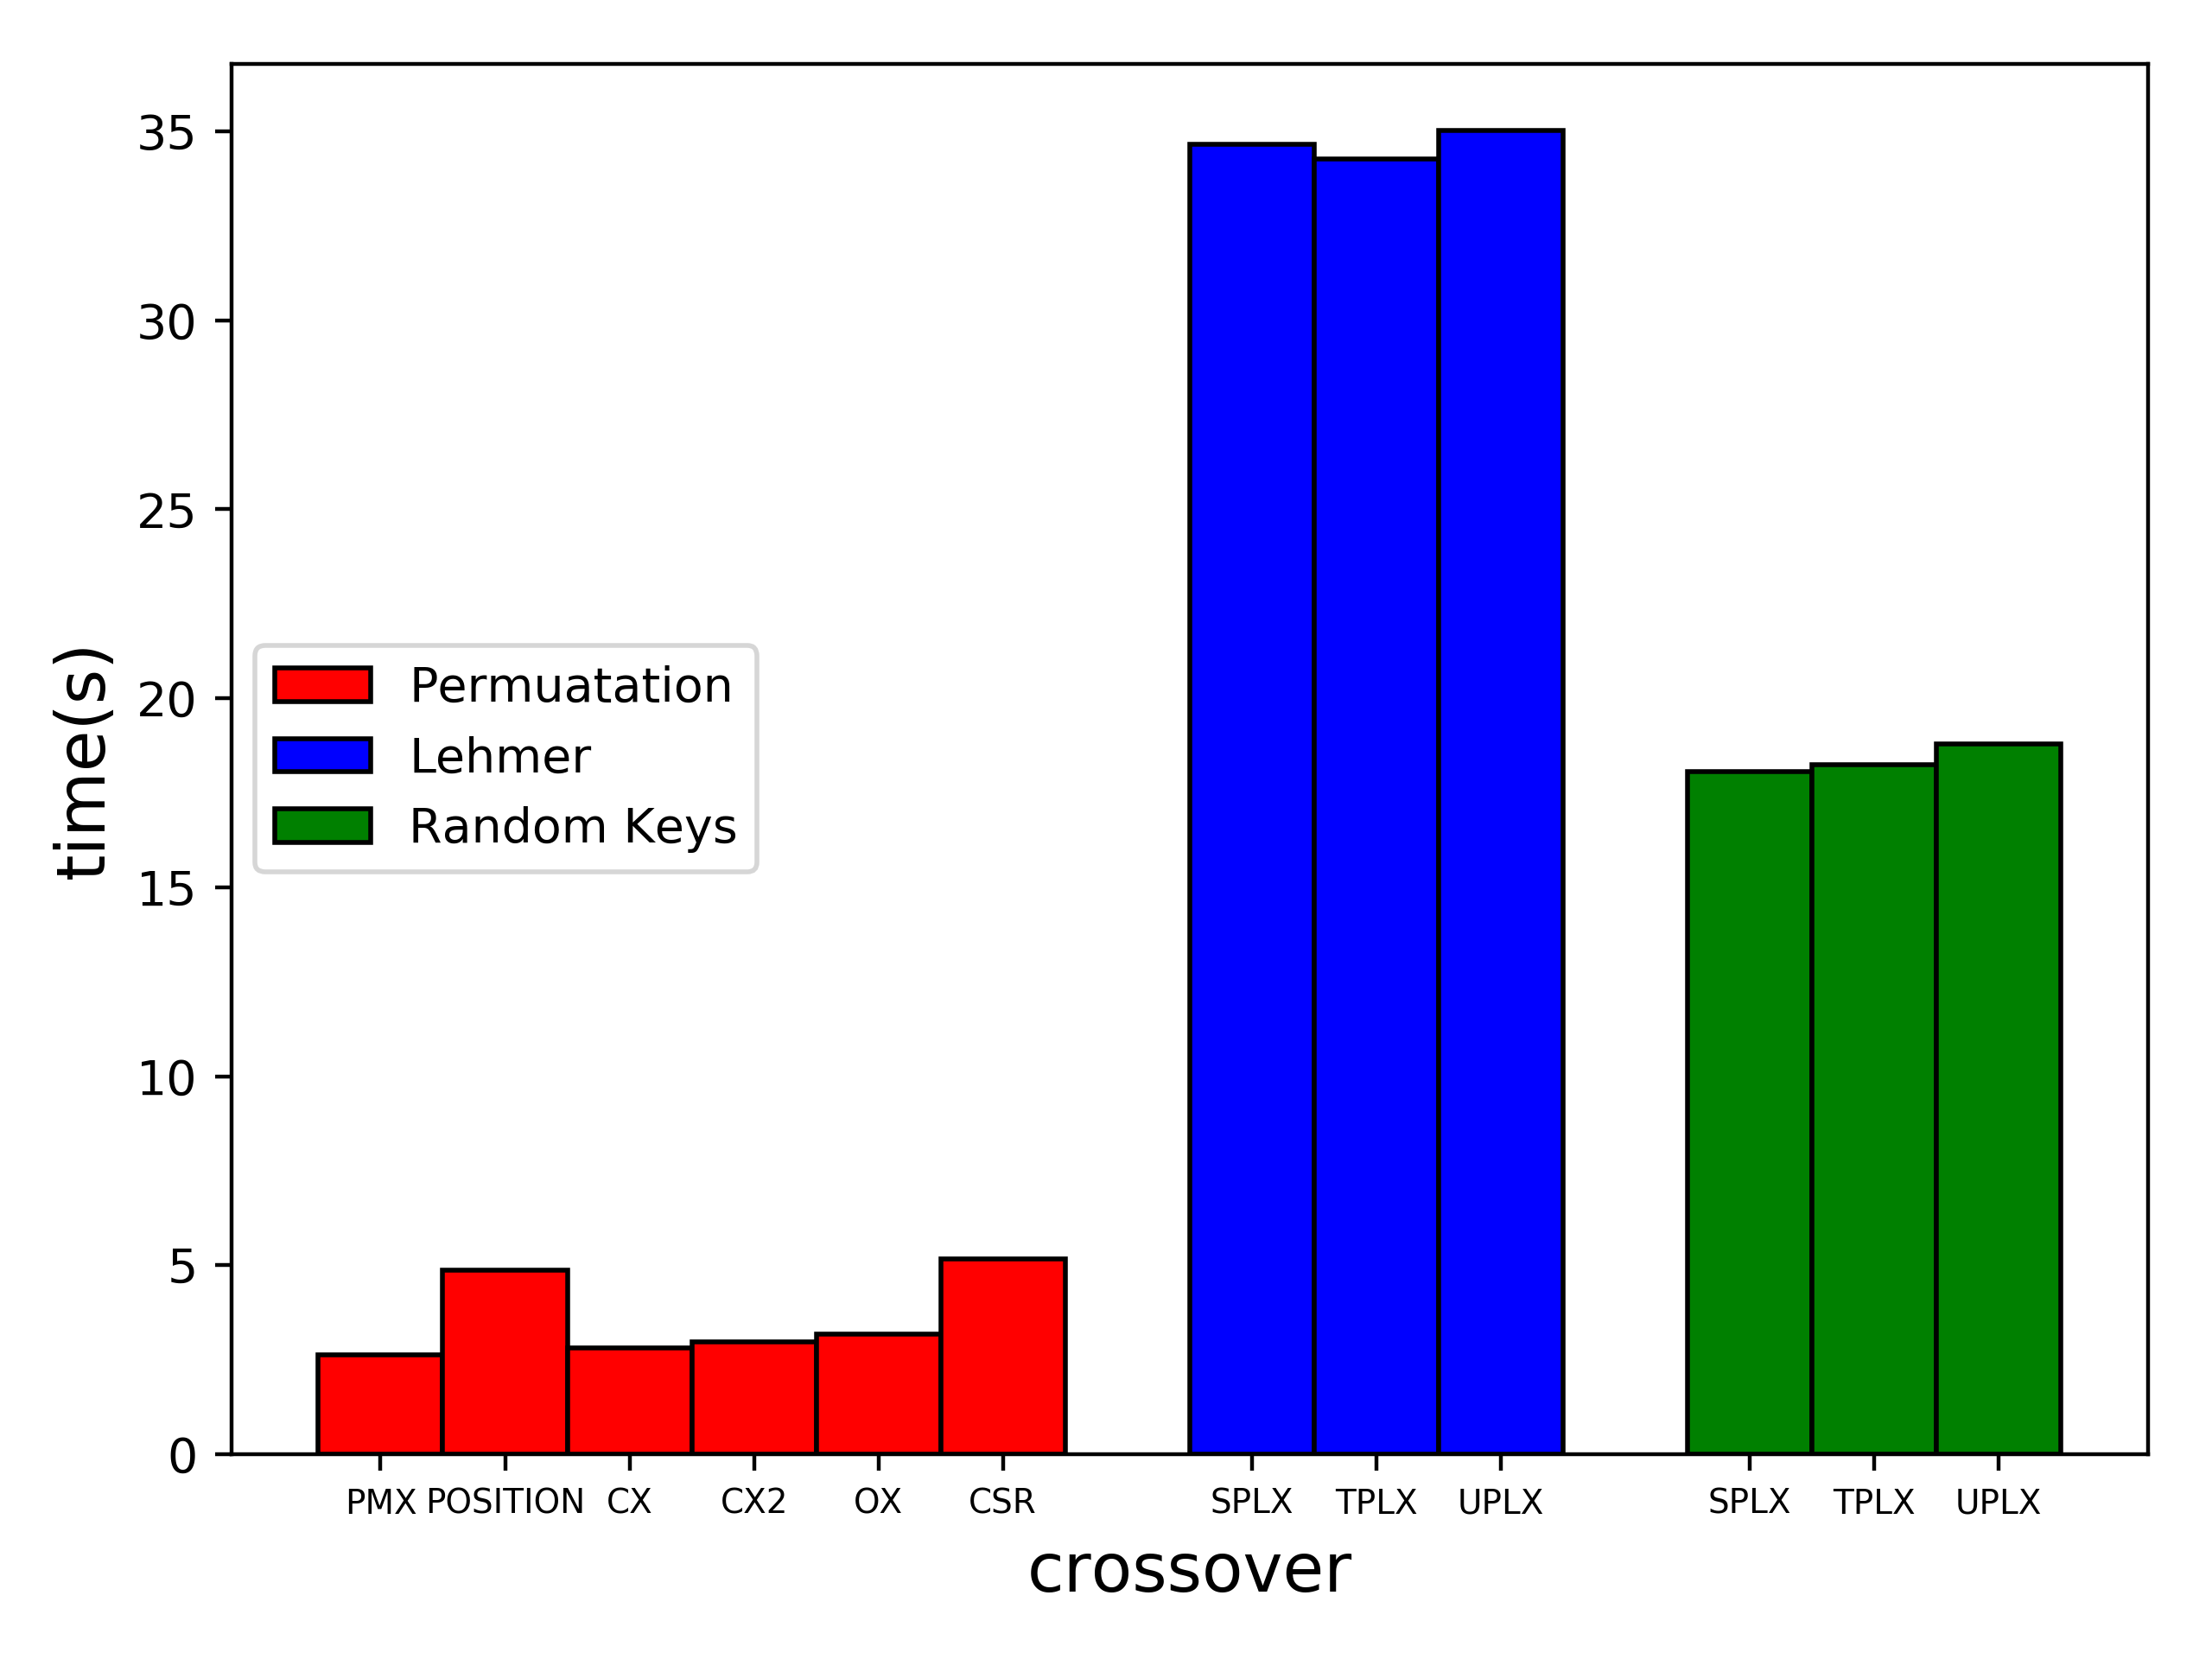 35
30
25
20
15
10
5
0
time(s)
Permuatation
Lehmer
Random Keys
PMX POSITION CX CX2 OX CSR SPLX TPLX UPLX SPLX TPLX UPLX
crossover